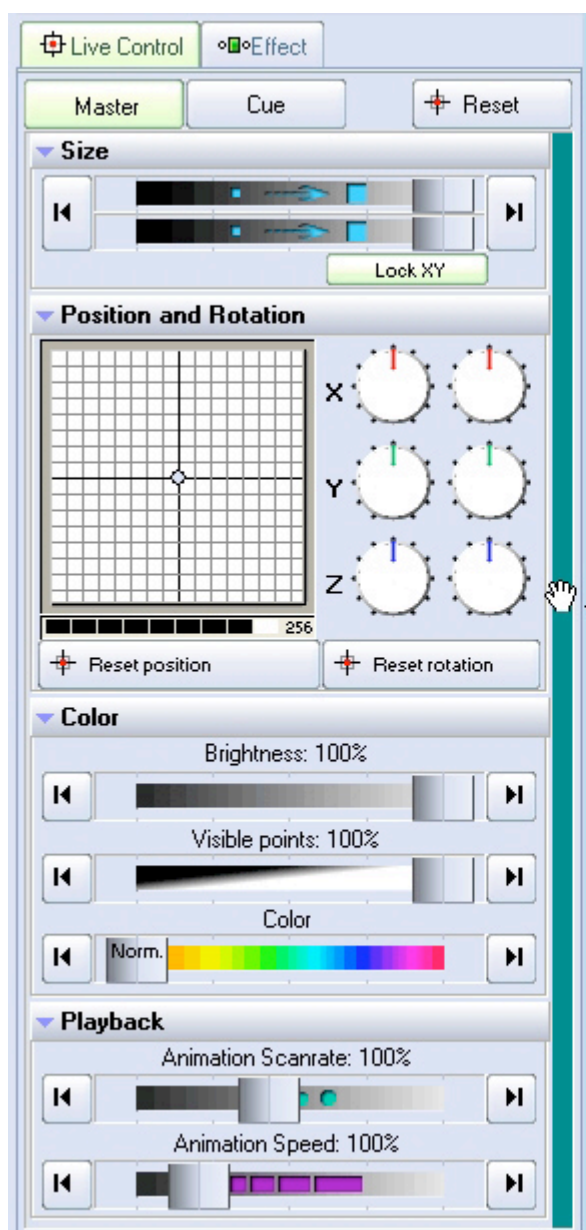 Live Control Effect
Master Cue Reset
Size
Lock XY
Position and Rotation
X
Y
Z
256
Reset position Reset rotation
Color
Brightness: 100%
Visible points: 100%
Color
Norm.
Playback
Animation Scanrate: 100%
Animation Speed: 100%